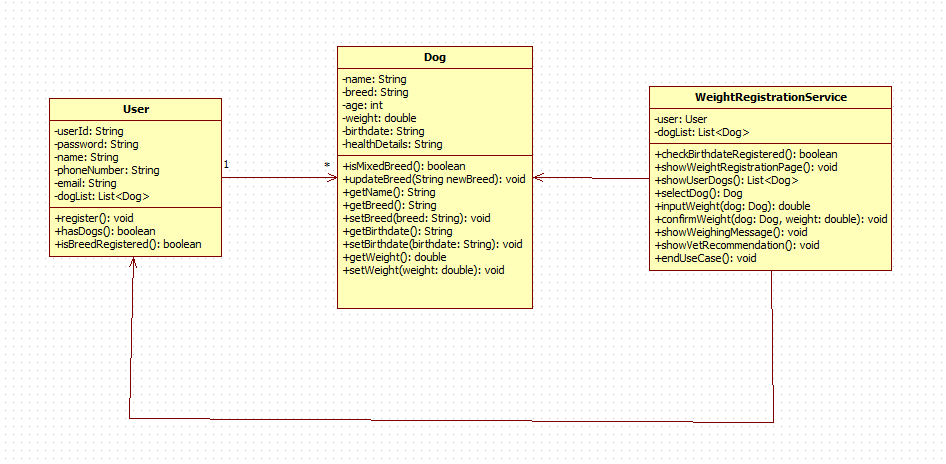 User
-userId: String
-password: String
-name: String
-phoneNumber: String
-email: String
-dogList: List<Dog>
+register(): void
+hasDogs(): boolean
+isBreedRegistered(): boolean
1
*
Dog
-name: String
-breed: String
-age: int
-weight: double
-birthdate: String
-healthDetails: String
+isMixedBreed(): boolean
+updateBreed(String newBreed): void
+getName(): String
+getBreed(): String
+setBreed(breed: String): void
+getBirthdate(): String
+setBirthdate(birthdate: String): void
+getWeight(): double
+setWeight(weight: double): void
WeightRegistrationService
-user: User
-dogList: List<Dog>
+checkBirthdateRegistered(): boolean
+showWeightRegistrationPage(): void
+showUserDogs(): List<Dog>
+selectDog(): Dog
+inputWeight(dog: Dog): double
+confirmWeight(dog: Dog, weight: double): void
+showWeighingMessage(): void
+showVetRecommendation(): void
+endUseCase(): void